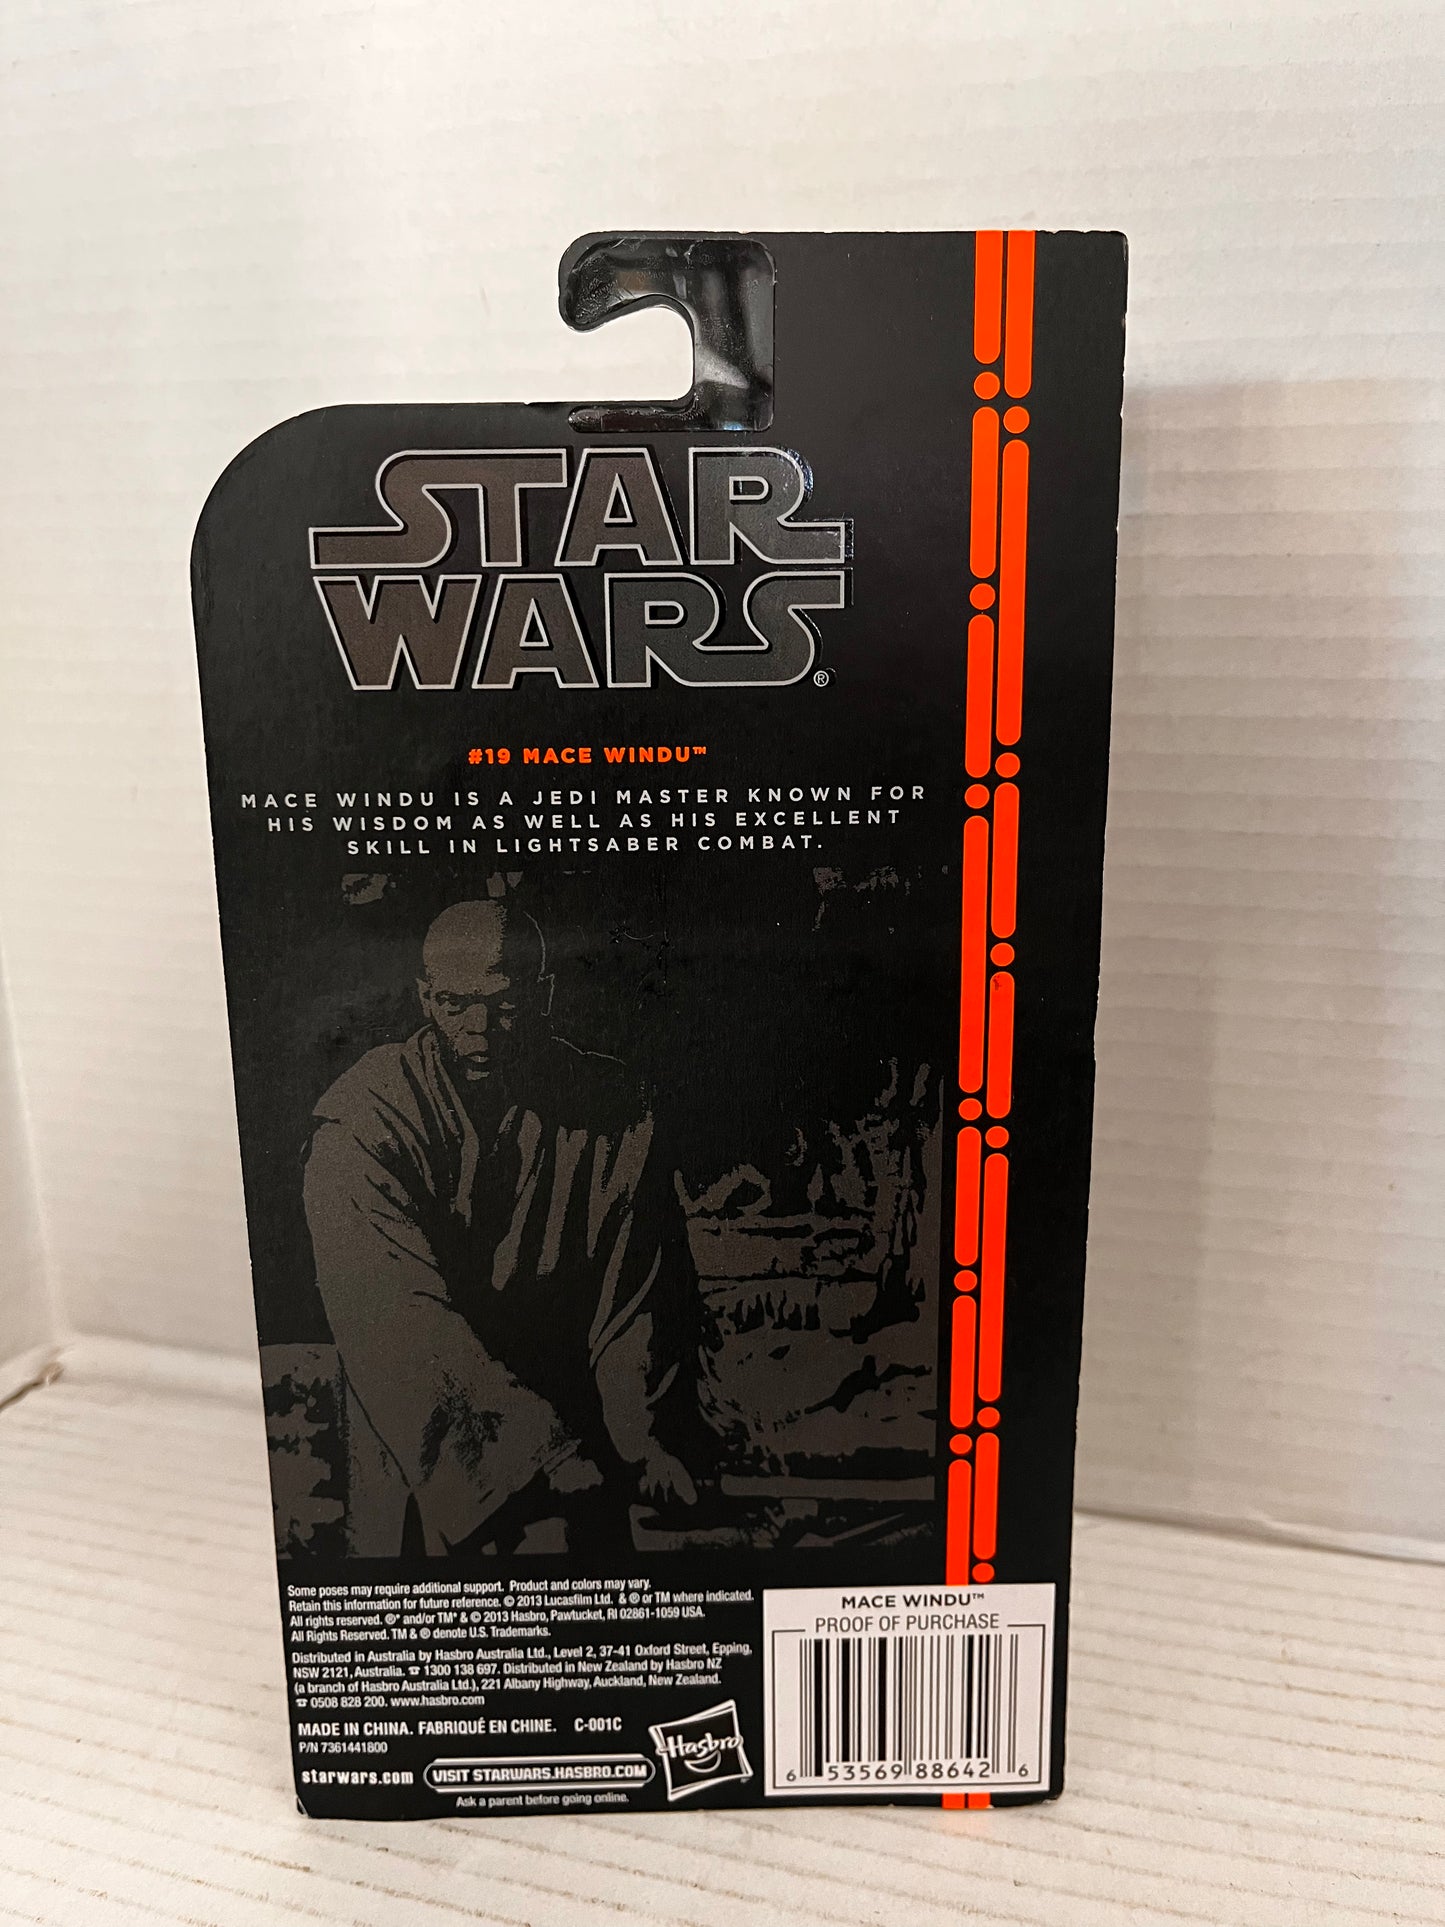 STAR
WARS®
#19 MACE WINDU™
MACE WINDU IS A JEDI MASTER KNOWN FOR
HIS WISDOM AS WELL AS HIS EXCELLENT
SKILL IN LIGHTSABER COMBAT.
Some poses may require additional support. Product and colors may vary.
Retain this information for future reference. © 2013 Lucasfilm Ltd. & ® or TM where indicated.
All rights reserved. ®* and/or TM* & © 2013 Hasbro, Pawtucket, RI 02861-1059 USA.
All Rights Reserved. TM & ® denote U.S. Trademarks.
Distributed in Australia by Hasbro Australia Ltd., Level 2, 37-41 Oxford Street, Epping,
NSW 2121, Australia. ☎ 1300 138 697. Distributed in New Zealand by Hasbro NZ
(a branch of Hasbro Australia Ltd.), 221 Albany Highway, Auckland, New Zealand.
☎ 0508 828 200. www.hasbro.com
MADE IN CHINA. FABRIQUÉ EN CHINE. C-001C
P/N 7361441800
starwars.com VISIT STARWARS.HASBRO.COM
Ask a parent before going online.
Hasbro
MACE WINDU™
PROOF OF PURCHASE
6 53569 88642 6